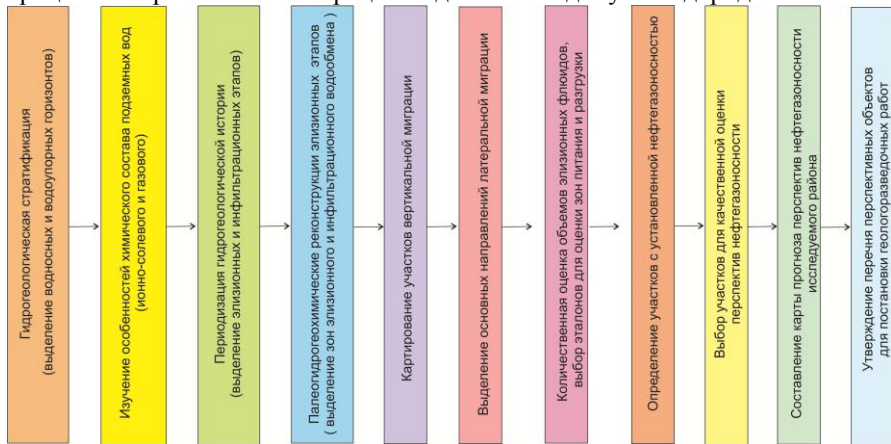 Гидрогеологическая стратификация
(выделение водносных и водоупорных горизонтов)
Изучение особенностей химического состава подземных вод
(ионно-солевого и газового)
Периодизация гидрогеологической истории
(выделение элизионных и инфильтрационных этапов)
Палеогидрогеохимические реконструкции элизионных этапов
( выделение зон элизионного и инфильтрационного водообмена )
Картирование участков вертикальной миграции
Выделение основных направлений латеральной миграции
Количественная оценка объемов элизионных флюидов,
выбор эталонов для оценки зон питания и разгрузки
Определение участков с установленной нефтегазоносностью
Выбор участков для качественной оценки
перспектив нефтегазоносности
Составление карты прогноза перспектив нефтегазоносности
исследуемого района
Утверждение перечня перспективных объектов
для постановки геологоразведочных работ